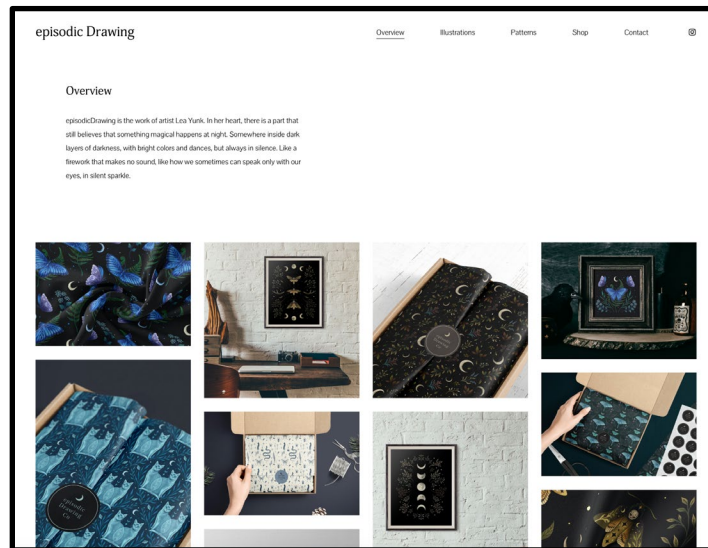 episodic Drawing
Overview
Illustrations
Patterns
Shop
Contact
Overview
episodicDrawing is the work of artist Lea Yunk. In her heart, there is a part that
still believes that something magical happens at night. Somewhere inside dark
layers of darkness, with bright colors and dances, but always in silence. Like a
firework that makes no sound, like how we sometimes can speak only with our
eyes, in silent sparkle.
episodic
Drawing
Co